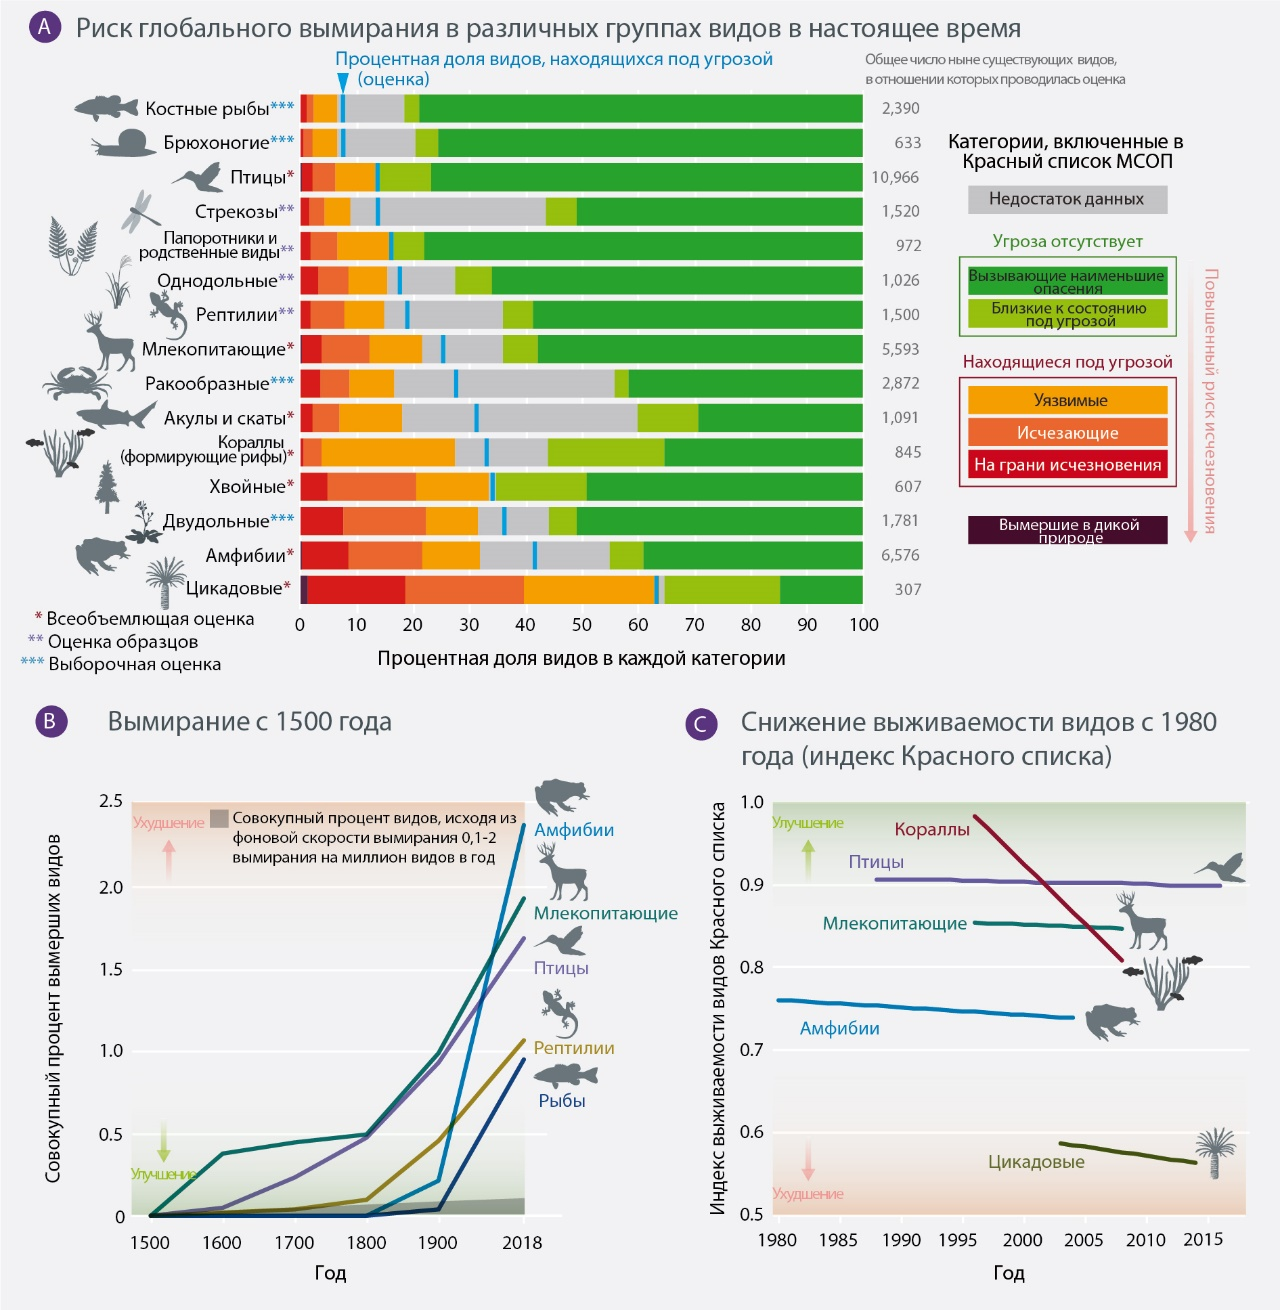 A Риск глобального вымирания в различных группах видов в настоящее время
Процентная доля видов, находящихся под угрозой
(оценка)
Общее число ныне существующих видов,
в отношении которых проводилась оценка
Костные рыбы*** 2,390
Брюхоногие*** 633
Птицы* 10,966
Стрекозы** 1,520
Папоротники и
родственные виды** 972
Однодольные** 1,026
Рептилии** 1,500
Млекопитающие* 5,593
Ракообразные*** 2,872
Акулы и скаты* 1,091
Кораллы
(формирующие рифы)* 845
Хвойные* 607
Двудольные*** 1,781
Амфибии* 6,576
Цикадовые* 307
0 10 20 30 40 50 60 70 80 90 100
Процентная доля видов в каждой категории
* Всеобъемлющая оценка
** Оценка образцов
*** Выборочная оценка
Категории, включенные в
Красный список МСОП
Недостаток данных
Угроза отсутствует
Вызывающие наименьшие
опасения
Близкие к состоянию
под угрозой
Находящиеся под угрозой
Уязвимые
Исчезающие
На грани исчезновения
Вымершие в дикой
природе
Повышенный риск исчезновения
B Вымирание с 1500 года
Совокупный процент вымерших видов
2.5
2.0
1.5
1.0
0.5
0
Ухудшение
Улучшение
Совокупный процент видов, исходя из
фоновой скорости вымирания 0,1-2
вымирания на миллион видов в год
Амфибии
Млекопитающие
Птицы
Рептилии
Рыбы
1500 1600 1700 1800 1900 2018
Год
C Снижение выживаемости видов с 1980
года (индекс Красного списка)
Индекс выживаемости видов Красного списка
1.0
0.9
0.8
0.7
0.6
0.5
Улучшение
Кораллы
Птицы
Млекопитающие
Амфибии
Цикадовые
Ухудшение
1980 1985 1990 1995 2000 2005 2010 2015
Год